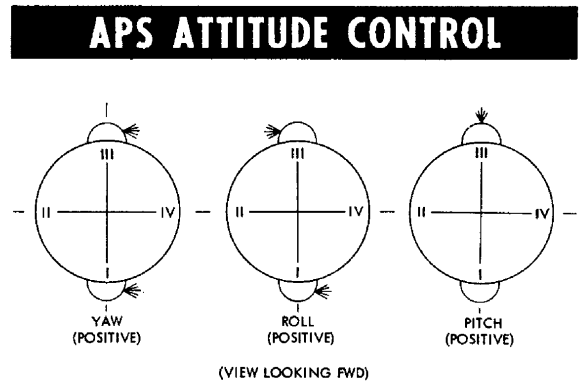 APS ATTITUDE CONTROL
III III III
II IV II IV II IV
I I I
YAW ROLL PITCH
(POSITIVE) (POSITIVE) (POSITIVE)
(VIEW LOOKING FWD)